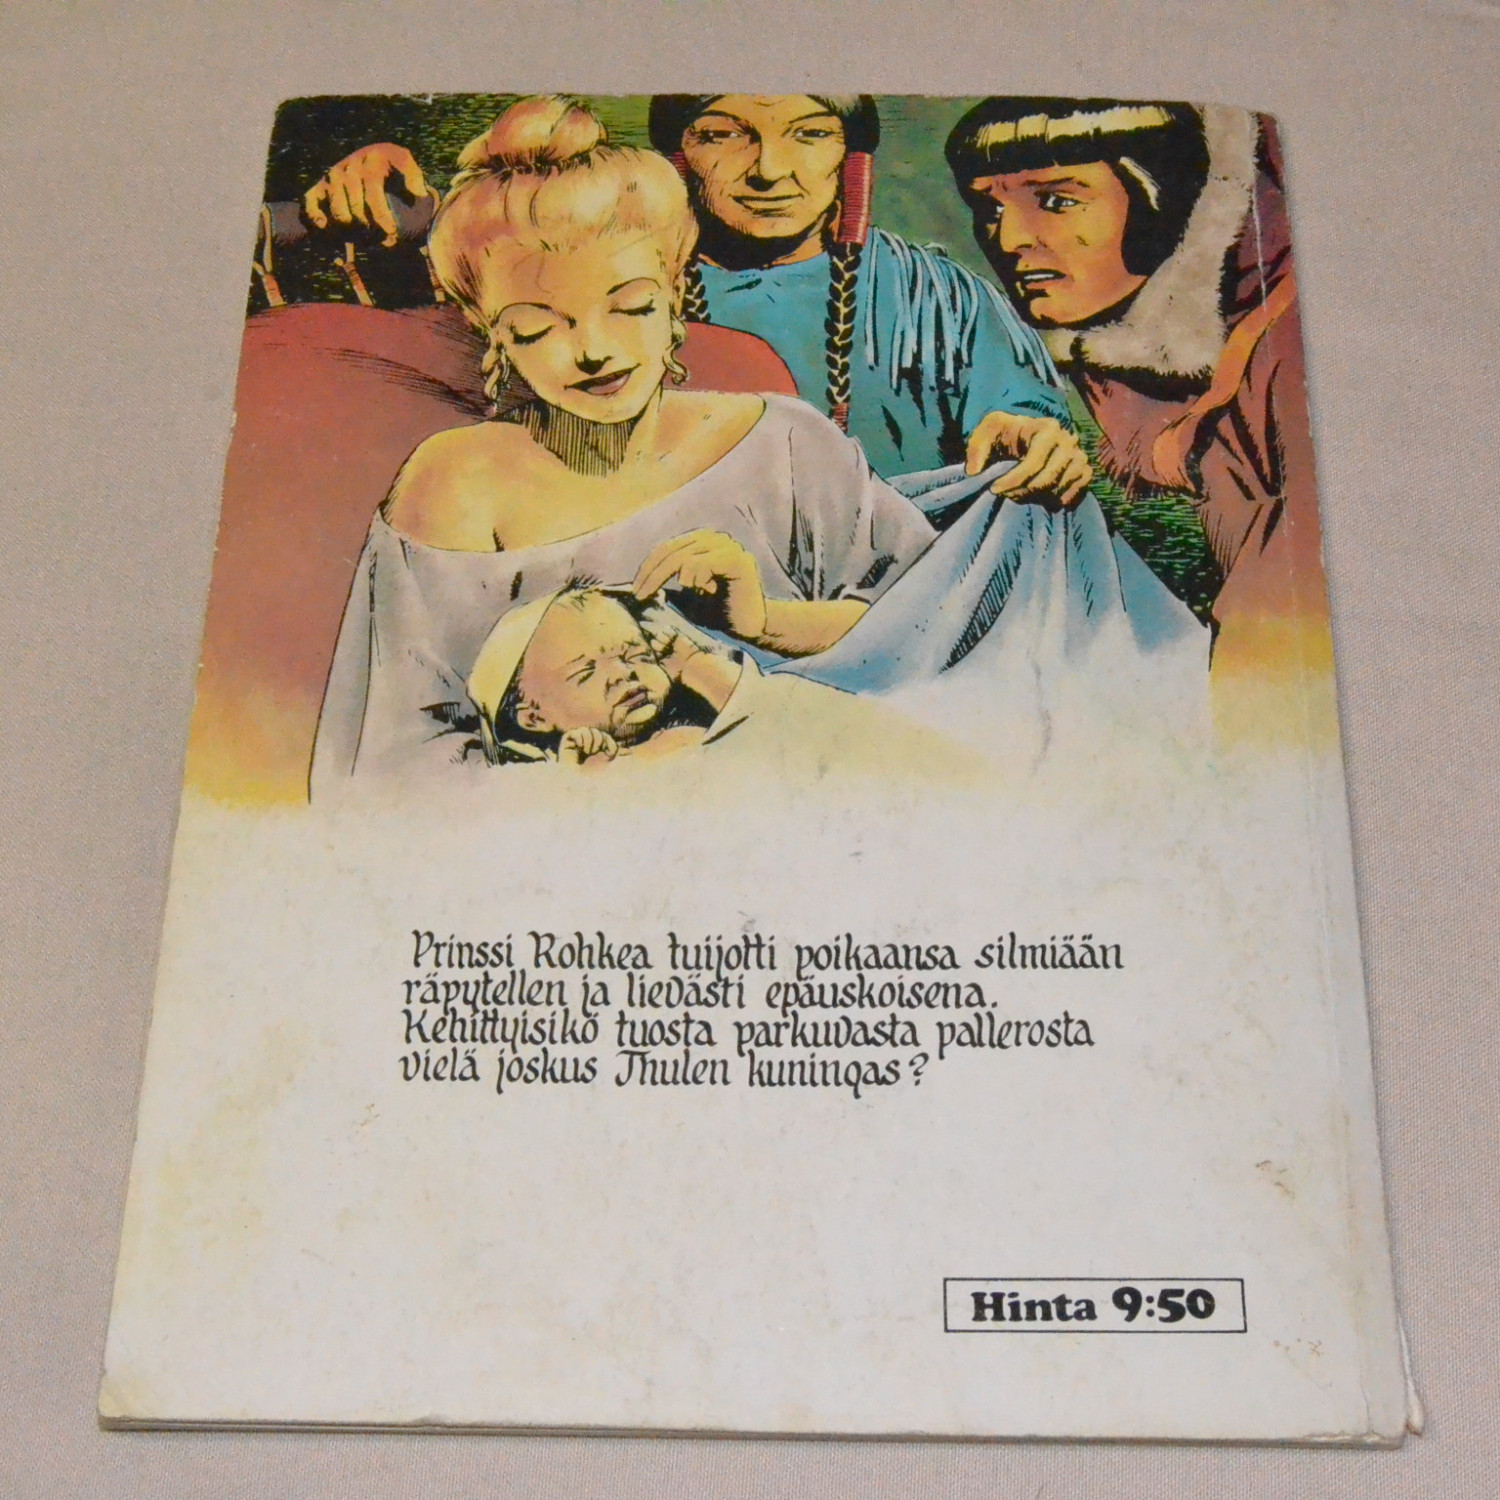 Prinssi Rohkea tuijotti poikaansa silmiään
räpytellen ja lievästi epäuskoisena.
Kehittyisikö tuosta parkuvasta pallerosta
vielä joskus Thulen kuningas?
Hinta 9:50